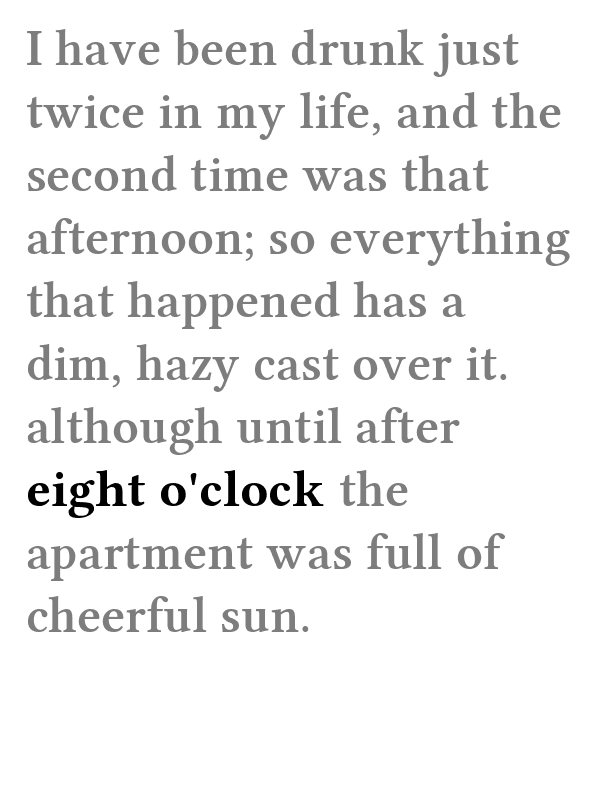 I have been drunk just
twice in my life, and the
second time was that
afternoon; so everything
that happened has a
dim, hazy cast over it.
although until after
eight o'clock the
apartment was full of
cheerful sun.